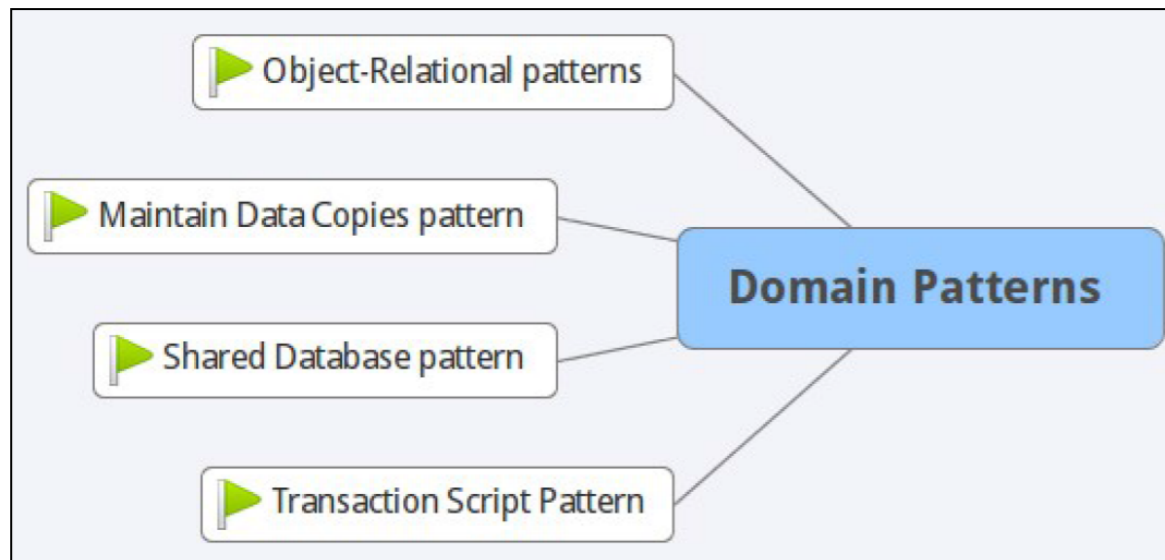 Object-Relational patterns
Maintain Data Copies pattern
Domain Patterns
Shared Database pattern
Transaction Script Pattern